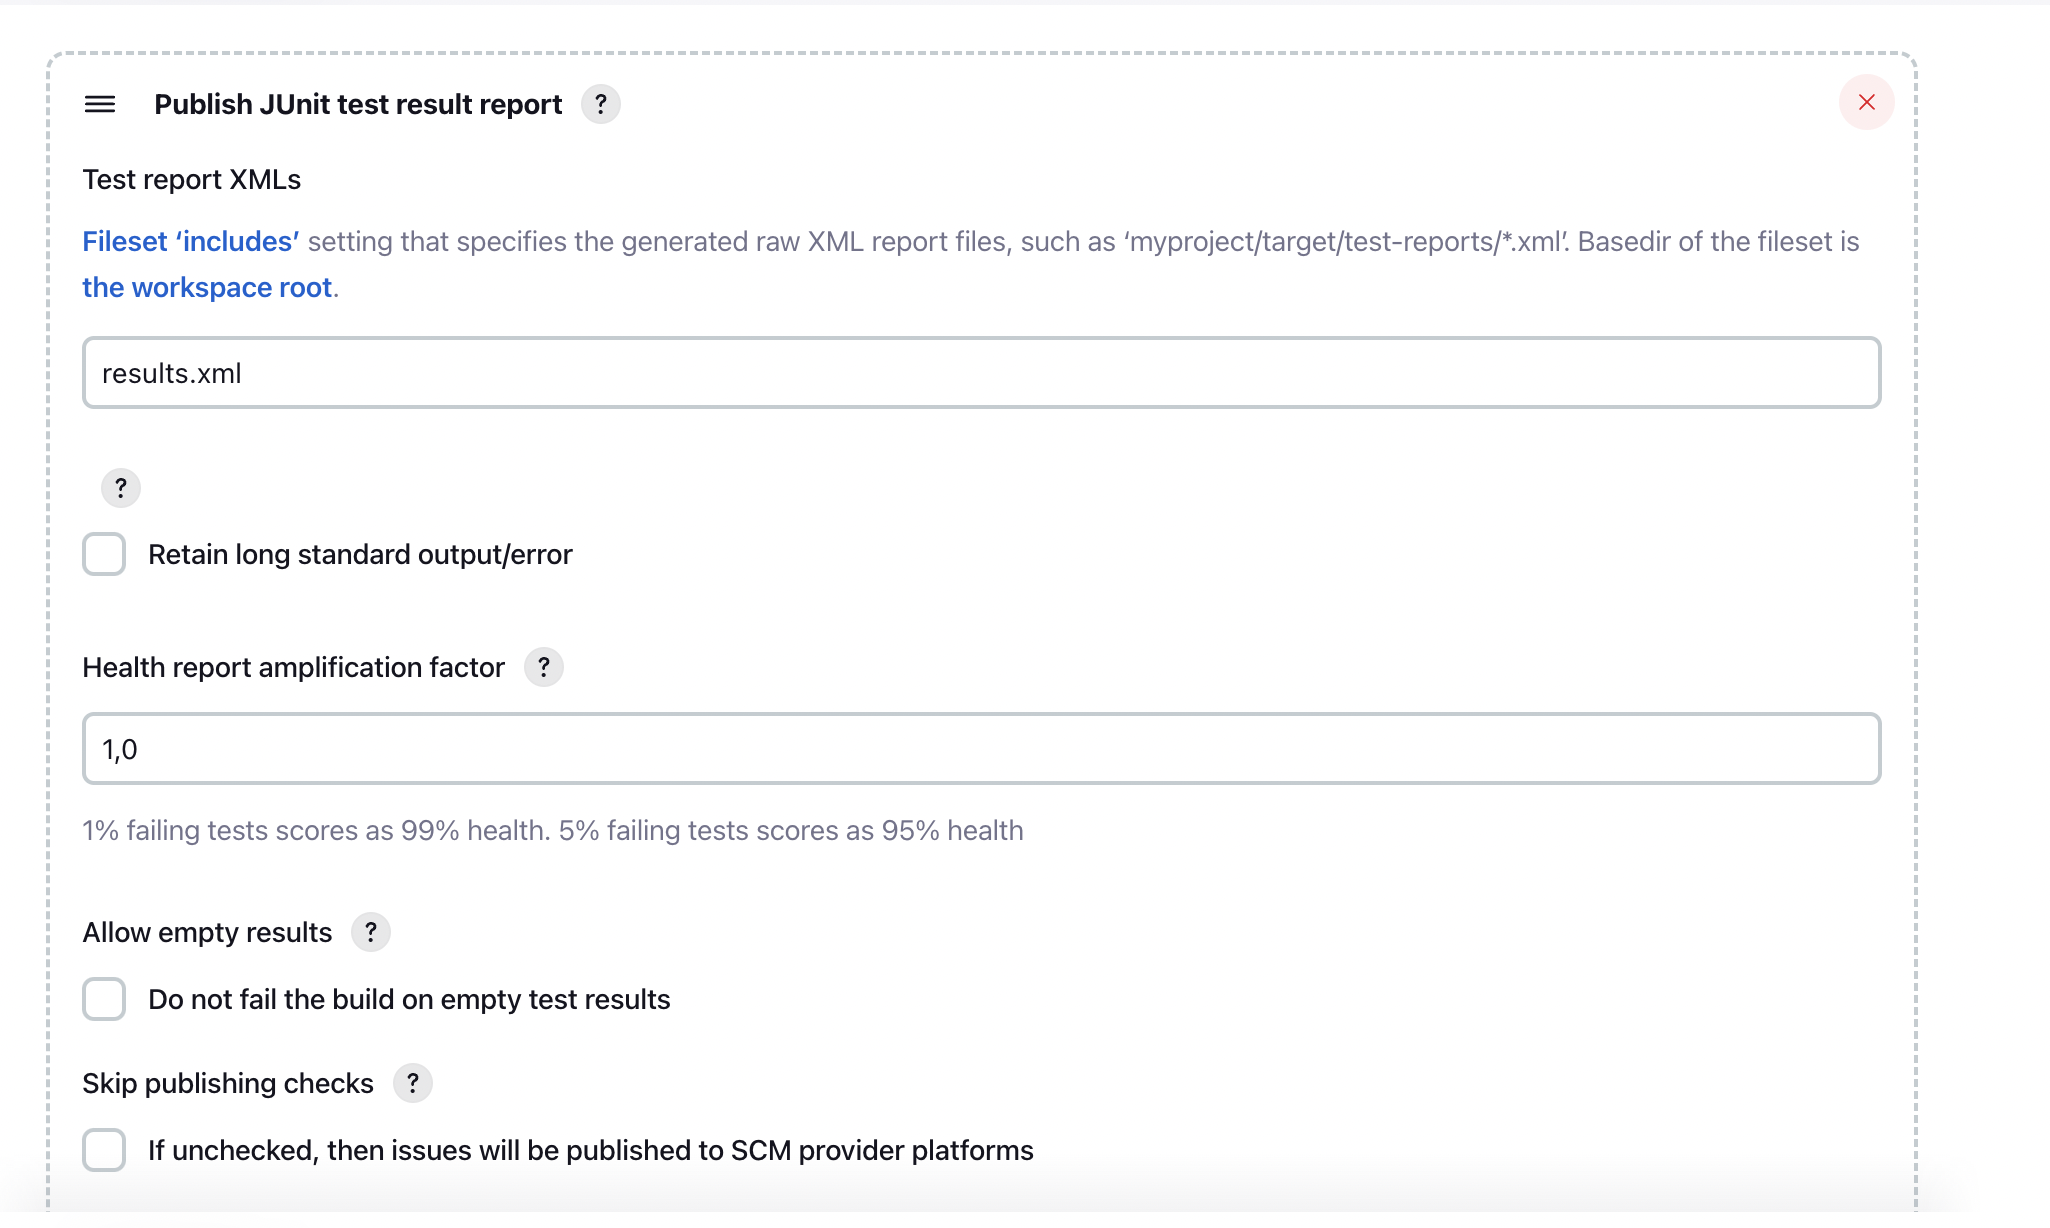 Publish JUnit test result report ?
Test report XMLs
Fileset ‘includes’ setting that specifies the generated raw XML report files, such as ‘myproject/target/test-reports/*.xml’. Basedir of the fileset is
the workspace root.
results.xml
?
Retain long standard output/error
Health report amplification factor ?
1,0
1% failing tests scores as 99% health. 5% failing tests scores as 95% health
Allow empty results ?
Do not fail the build on empty test results
Skip publishing checks ?
If unchecked, then issues will be published to SCM provider platforms